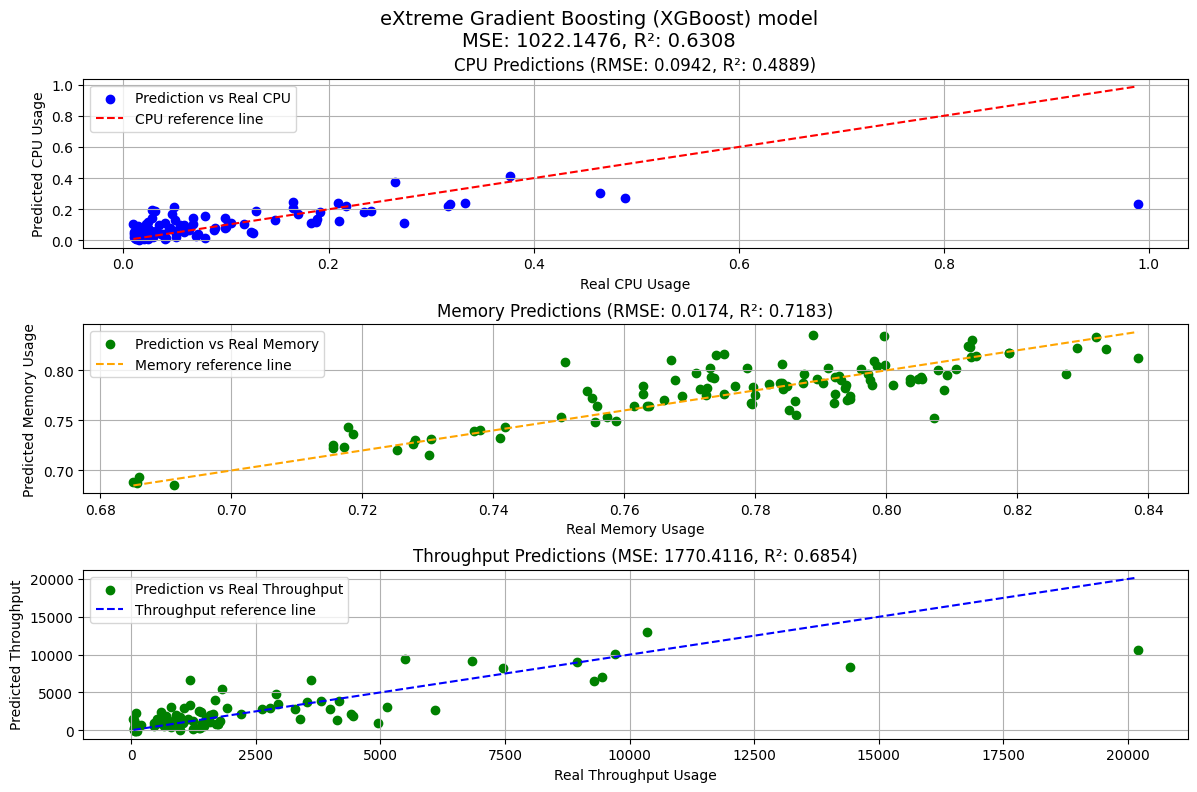 eXtreme Gradient Boosting (XGBoost) model
MSE: 1022.1476, R²: 0.6308
CPU Predictions (RMSE: 0.0942, R²: 0.4889)
Predicted CPU Usage
1.0
0.8
0.6
0.4
0.2
0.0
Prediction vs Real CPU
CPU reference line
0.0 0.2 0.4 0.6 0.8 1.0
Real CPU Usage
Memory Predictions (RMSE: 0.0174, R²: 0.7183)
Predicted Memory Usage
0.80
0.75
0.70
Prediction vs Real Memory
Memory reference line
0.68 0.70 0.72 0.74 0.76 0.78 0.80 0.82 0.84
Real Memory Usage
Throughput Predictions (MSE: 1770.4116, R²: 0.6854)
Predicted Throughput
20000
15000
10000
5000
0
Prediction vs Real Throughput
Throughput reference line
0 2500 5000 7500 10000 12500 15000 17500 20000
Real Throughput Usage